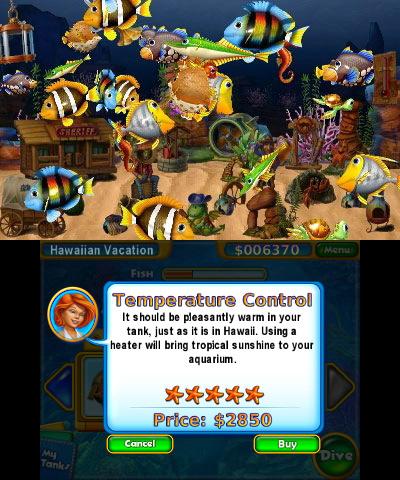 SHERIFF
Hawaiian Vacation
$006370
Menu
Fish
Temperature Control
It should be pleasantly warm in your
tank, just as it is in Hawaii. Using a
heater will bring tropical sunshine to your
aquarium.
Price: $2850
Cancel
Buy
My
Tanks
Dive